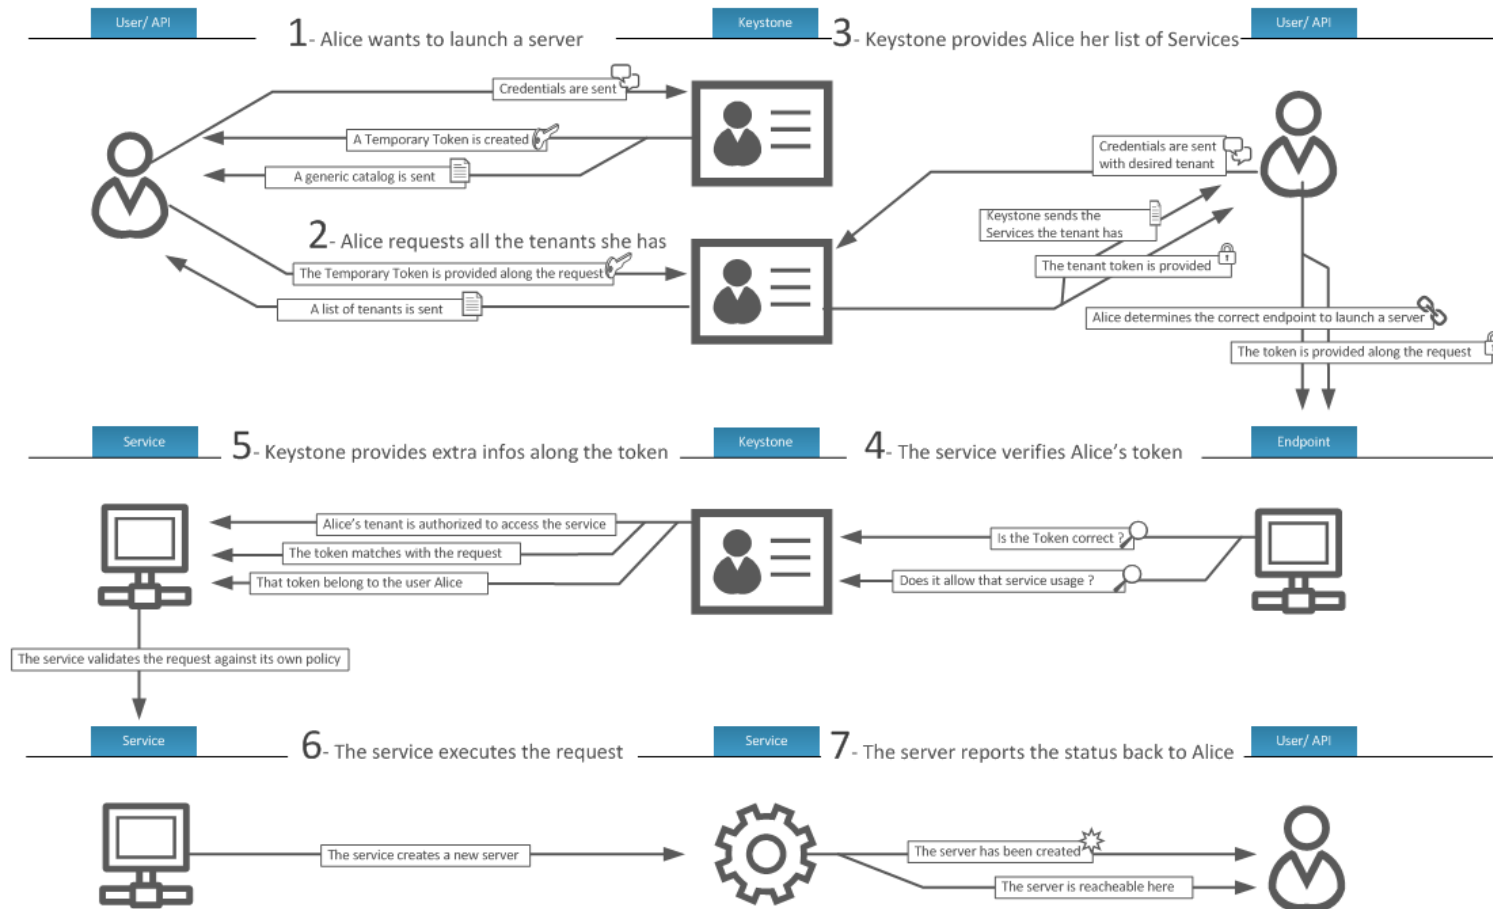 User/ API
1- Alice wants to launch a server
Keystone
3- Keystone provides Alice her list of Services
User/ API
Credentials are sent
A Temporary Token is created
A generic catalog is sent
Credentials are sent
with desired tenant
Keystone sends the
Services the tenant has
2- Alice requests all the tenants she has
The Temporary Token is provided along the request
The tenant token is provided
A list of tenants is sent
Alice determines the correct endpoint to launch a server
The token is provided along the request
Service
5- Keystone provides extra infos along the token
Keystone
4- The service verifies Alice's token
Endpoint
Alice's tenant is authorized to access the service
The token matches with the request
That token belong to the user Alice
Is the Token correct ?
Does it allow that service usage ?
The service validates the request against its own policy
Service
6- The service executes the request
Service
7- The server reports the status back to Alice
User/ API
The service creates a new server
The server has been created
The server is reacheable here